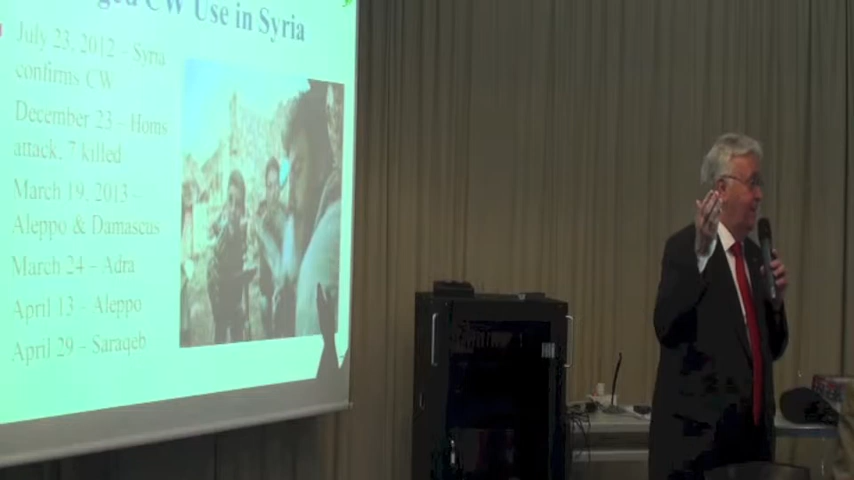 CW Use in Syria
July 23, 2012 – Syria
confirms CW
December 23 – Homs
attack, 7 killed
March 19, 2013 –
Aleppo & Damascus
March 24 – Adra
April 13 – Aleppo
April 29 – Saraqeb